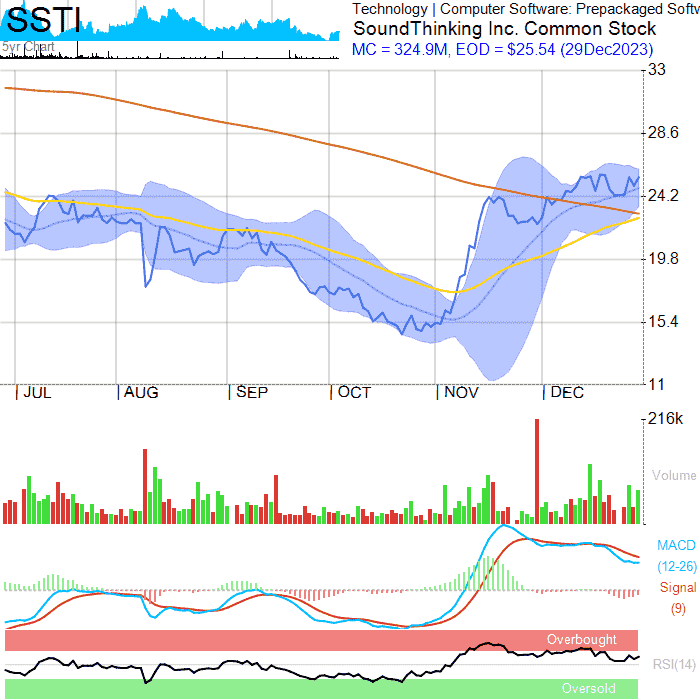 SSTI
5yr Chart
Technology | Computer Software: Prepackaged Softw
SoundThinking Inc. Common Stock
MC = 324.9M, EOD = $25.54 (29Dec2023)
33
28.6
24.2
19.8
15.4
11
JUL AUG SEP OCT NOV DEC
216k
Volume
MACD
(12-26)
Signal
(9)
Overbought
RSI(14)
Oversold